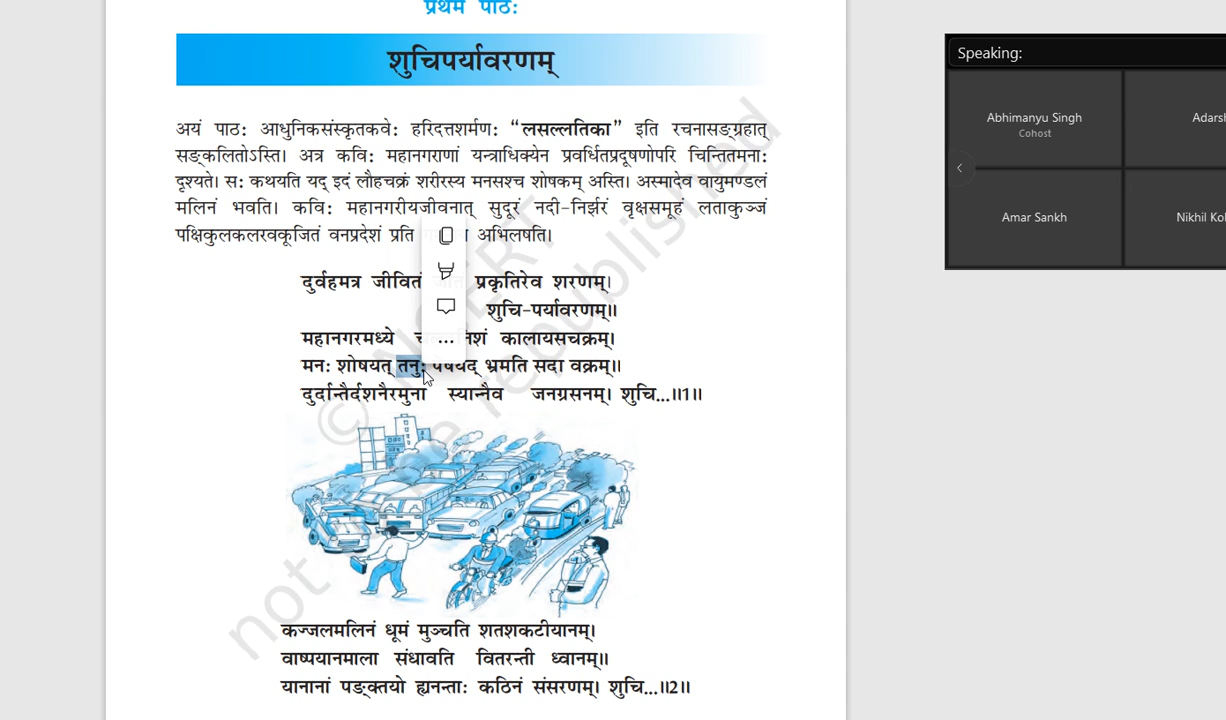 प्रथमः पाठः
शुचिपर्यावरणम्
अयं पाठः आधुनिकसंस्कृतकवेः हरिदत्तशर्मणः “लसल्लतिका” इति रचनासङ्ग्रहात्
सङ्कलितोऽस्ति। अत्र कविः महानगराणां यन्त्राधिक्येन प्रवर्धितप्रदूषणोपरि चिन्तितमनाः
दृश्यते। सः कथयति यद् इदं लौहचक्रं शरीरस्य मनसश्च शोषकम् अस्ति। अस्मादेव वायुमण्डलं
मलिनं भवति। कविः महानगरीयजीवनात् सुदूरं नदी-निर्झरं वृक्षसमूहं लताकुञ्जं
पक्षिकुलकलरवकूजितं वनप्रदेशं प्रति अभिलषति।
दुर्वहमत्र जीवितं प्रकृतिरेव शरणम्।
शुचि-पर्यावरणम्॥
महानगरमध्ये कालायसचक्रम्।
मनः शोषयत् तनुः पेषयद् भ्रमति सदा वक्रम्॥
दुर्दान्तैर्दशनैरमुना स्यान्नैव जनग्रसनम्। शुचि...॥1॥
कज्जलमलिनं धूमं मुञ्चति शतशकटीयानम्।
वाष्पयानमाला संधावति वितरन्ती ध्वानम्॥
यानानां पङ्क्तयो ह्यनन्ताः कठिनं संसरणम्। शुचि...॥2॥
© NCERT
not be republished
Speaking:
Abhimanyu Singh
Cohost
Adarsh
Amar Sankh
Nikhil